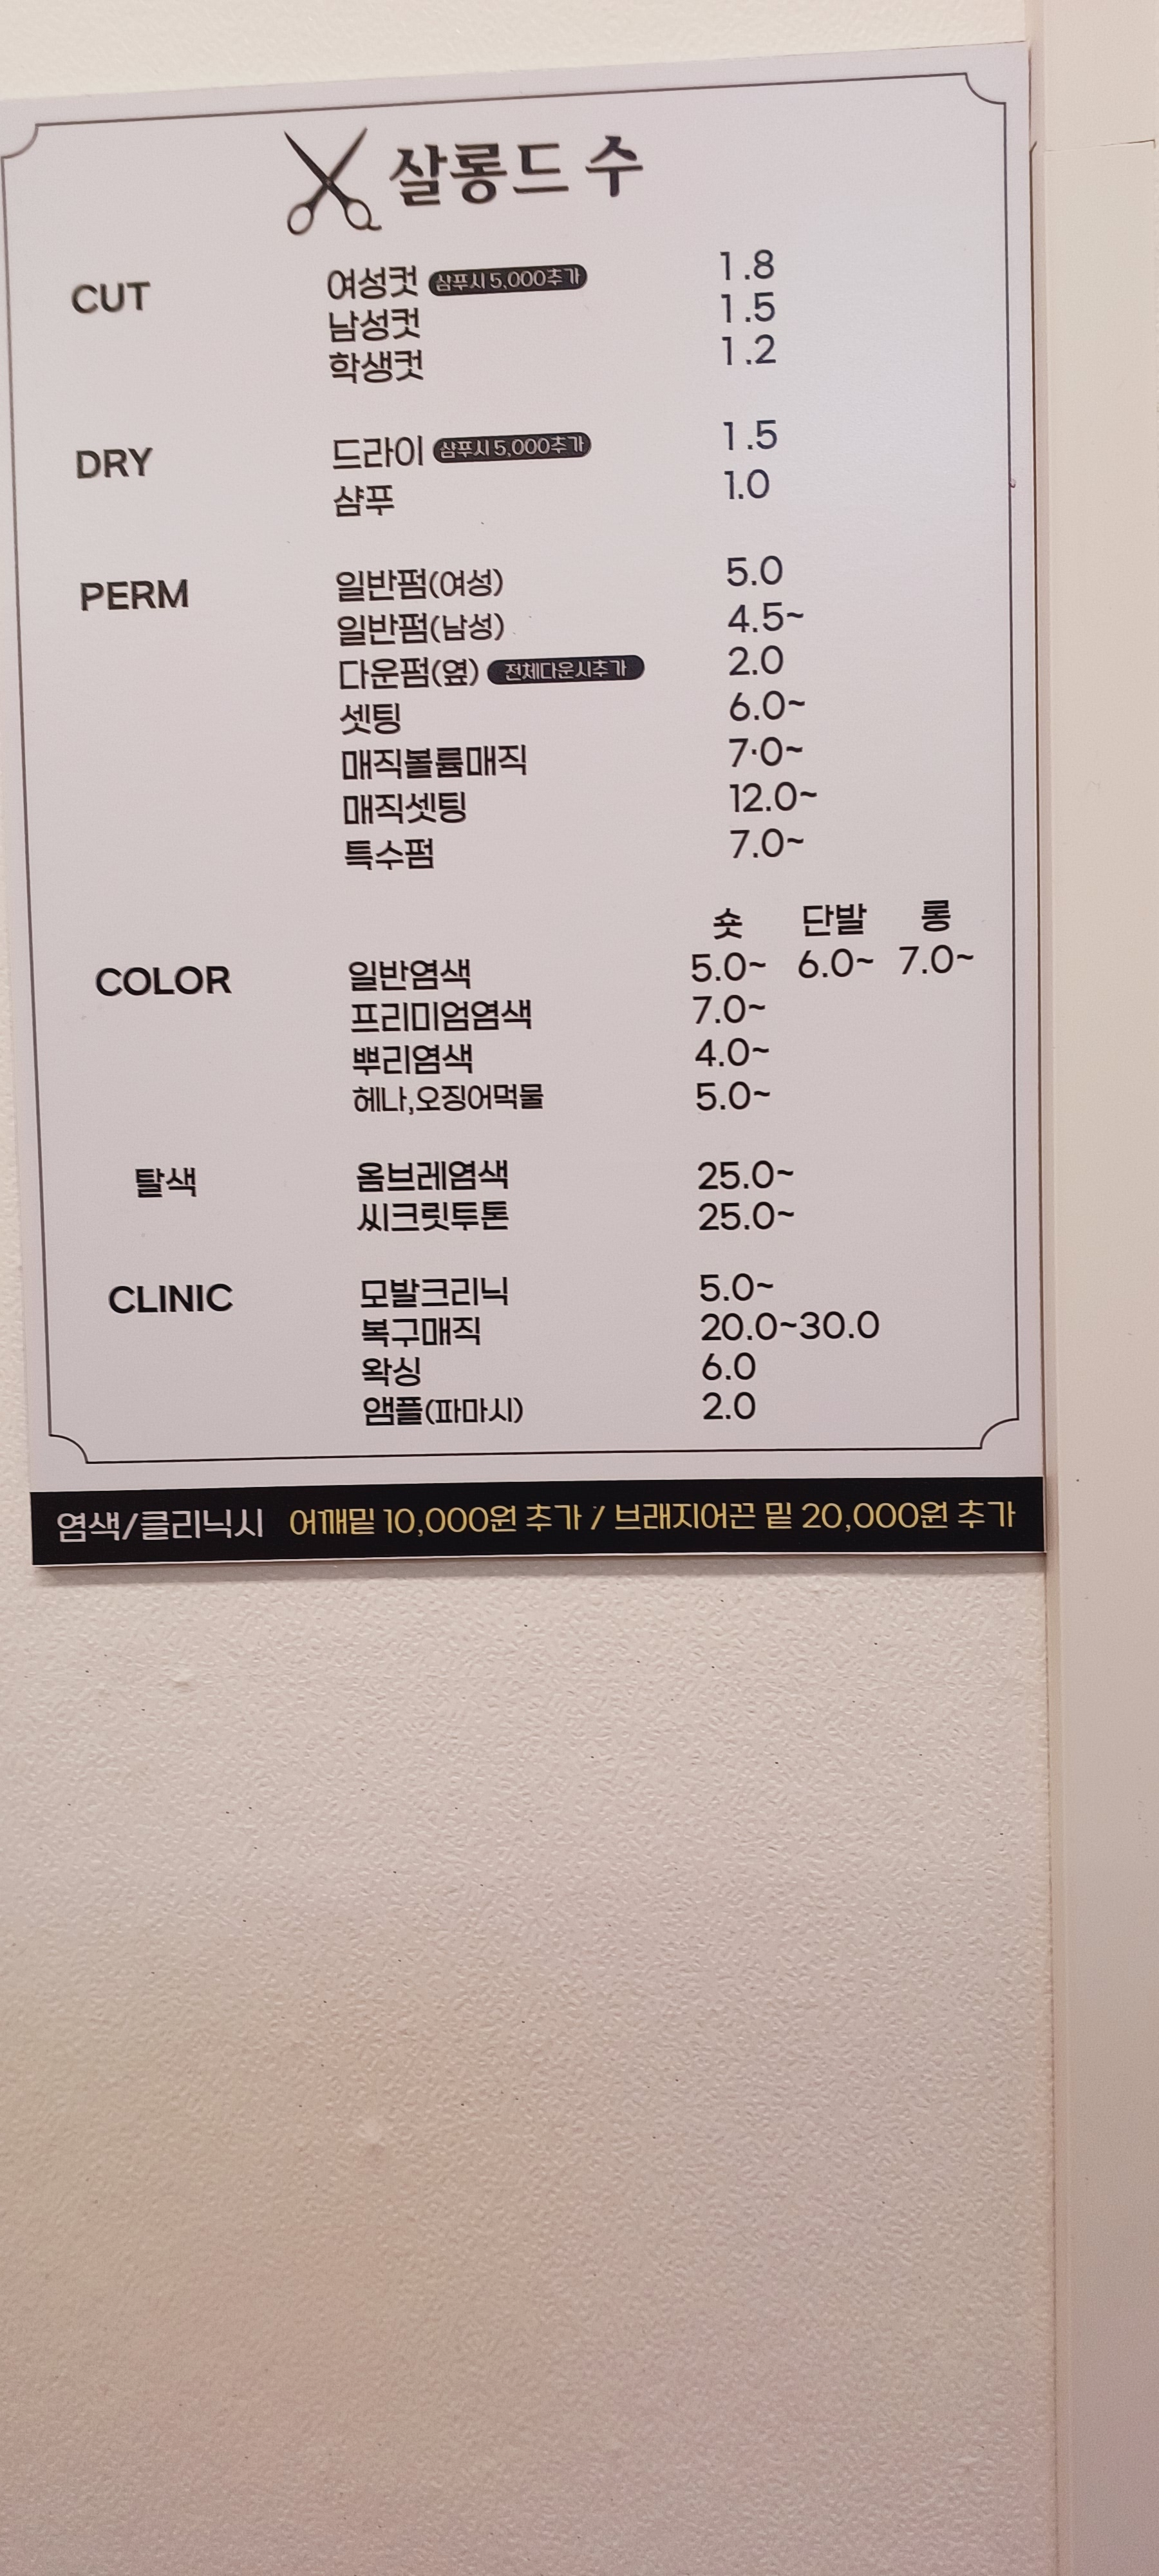 살롱드 수
CUT 여성컷 샴푸시 5,000추가 1.8
남성컷 1.5
학생컷 1.2
DRY 드라이 샴푸시 5,000추가 1.5
샴푸 1.0
PERM 일반펌(여성) 5.0
일반펌(남성) 4.5~
다운펌(옆) 전체다운시추가 2.0
셋팅 6.0~
매직볼륨매직 7.0~
매직셋팅 12.0~
특수펌 7.0~
숏 단발 롱
COLOR 일반염색 5.0~ 6.0~ 7.0~
프리미엄염색 7.0~
뿌리염색 4.0~
헤나,오징어먹물 5.0~
탈색 옴브레염색 25.0~
씨크릿투톤 25.0~
CLINIC 모발크리닉 5.0~
복구매직 20.0~30.0
왁싱 6.0
앰플(파마시) 2.0
염색/클리닉시 어깨밑 10,000원 추가 / 브래지어끈 밑 20,000원 추가